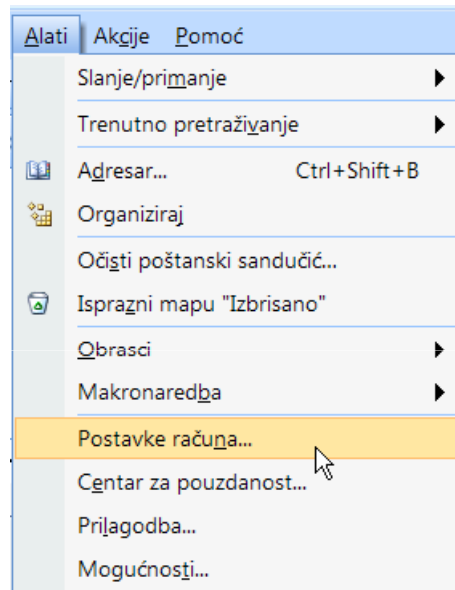 Alati Akcije Pomoć
Slanje/primanje
Trenutno pretraživanje
Adresar... Ctrl+Shift+B
Organiziraj
Očisti poštanski sandučić...
Isprazni mapu "Izbrisano"
Obrasci
Makronaredba
Postavke računa...
Centar za pouzdanost...
Prilagodba...
Mogućnosti...